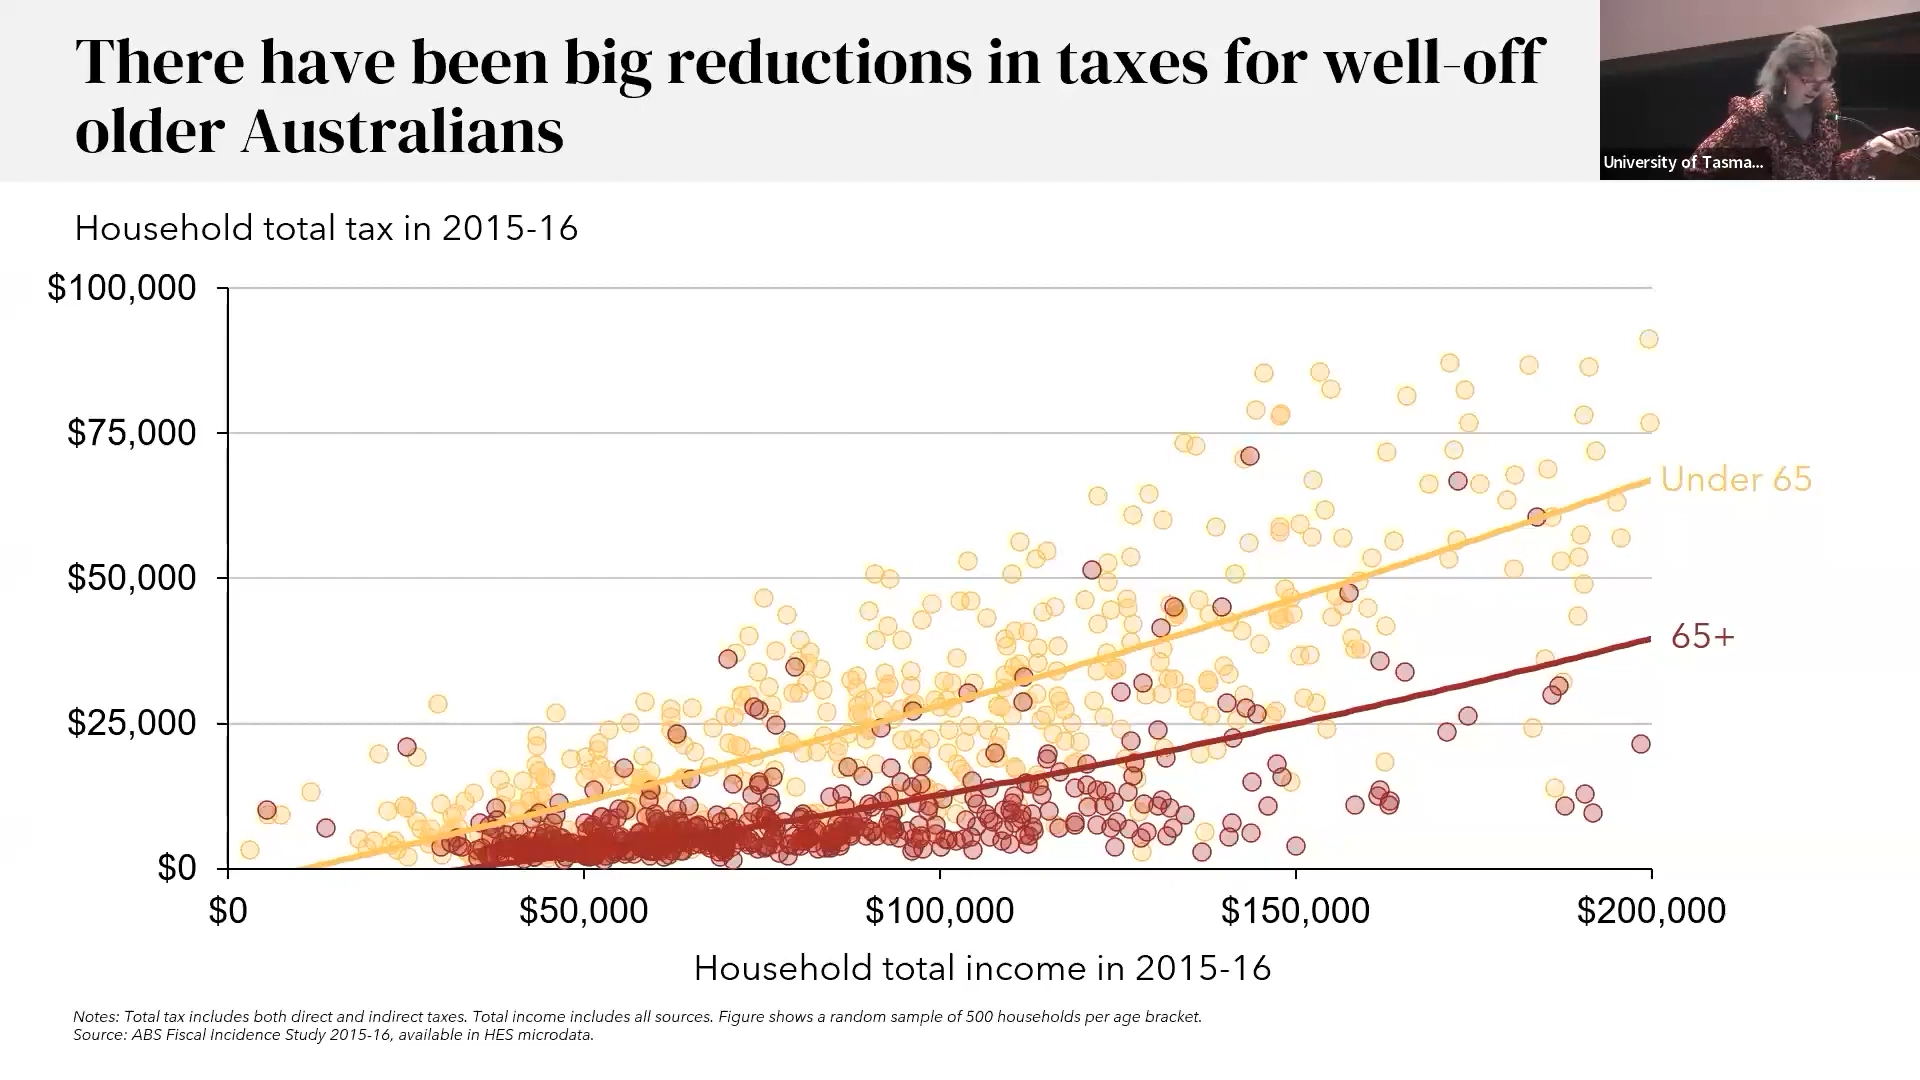 There have been big reductions in taxes for well-off
older Australians
University of Tasma...
Household total tax in 2015-16
$100,000
$75,000
$50,000
$25,000
$0
Under 65
65+
$0
$50,000
$100,000
$150,000
$200,000
Household total income in 2015-16
Notes: Total tax includes both direct and indirect taxes. Total income includes all sources. Figure shows a random sample of 500 households per age bracket.
Source: ABS Fiscal Incidence Study 2015-16, available in HES microdata.